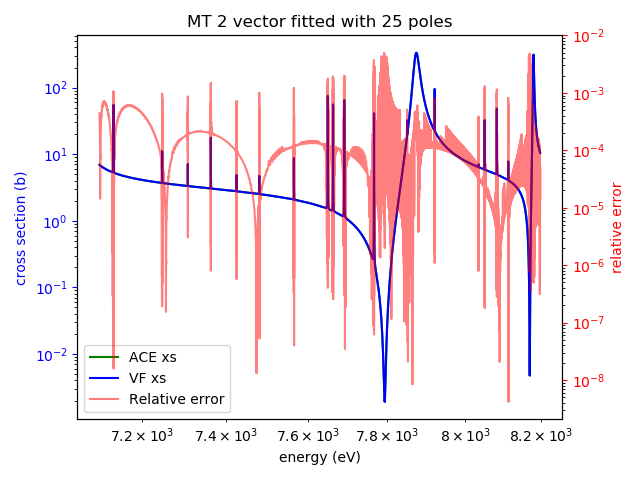 MT 2 vector fitted with 25 poles
cross section (b)
10²
10¹
10⁰
10⁻¹
10⁻²
10⁻²
10⁻³
10⁻⁴
10⁻⁵
10⁻⁶
10⁻⁷
10⁻⁸
relative error
ACE xs
VF xs
Relative error
7.2 × 10³ 7.4 × 10³ 7.6 × 10³ 7.8 × 10³ 8 × 10³ 8.2 × 10³
energy (eV)